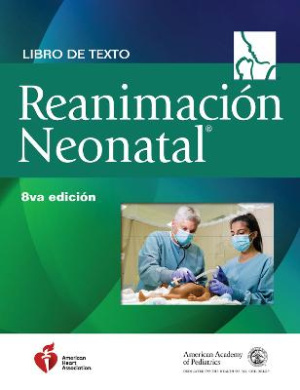 LIBRO DE TEXTO
Reanimación
Neonatal®
8va edición
American
Heart
Association
American Academy
of Pediatrics